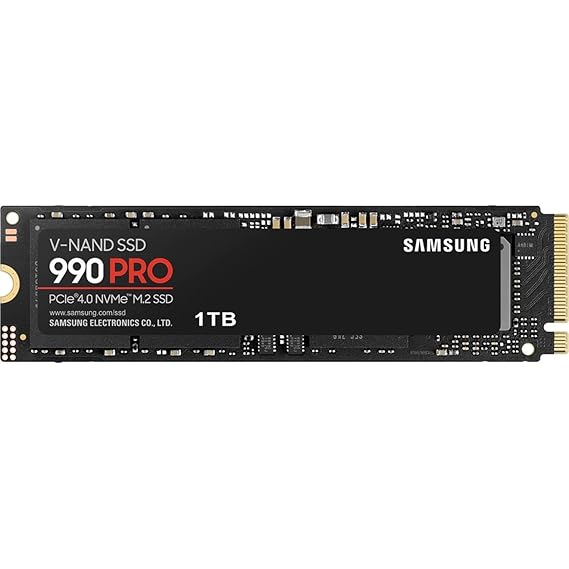 V-NAND SSD
990 PRO
PCIe®4.0 NVMe™ M.2 SSD
www.samsung.com/ssd
SAMSUNG ELECTRONICS CO., LTD.
1TB
SAMSUNG